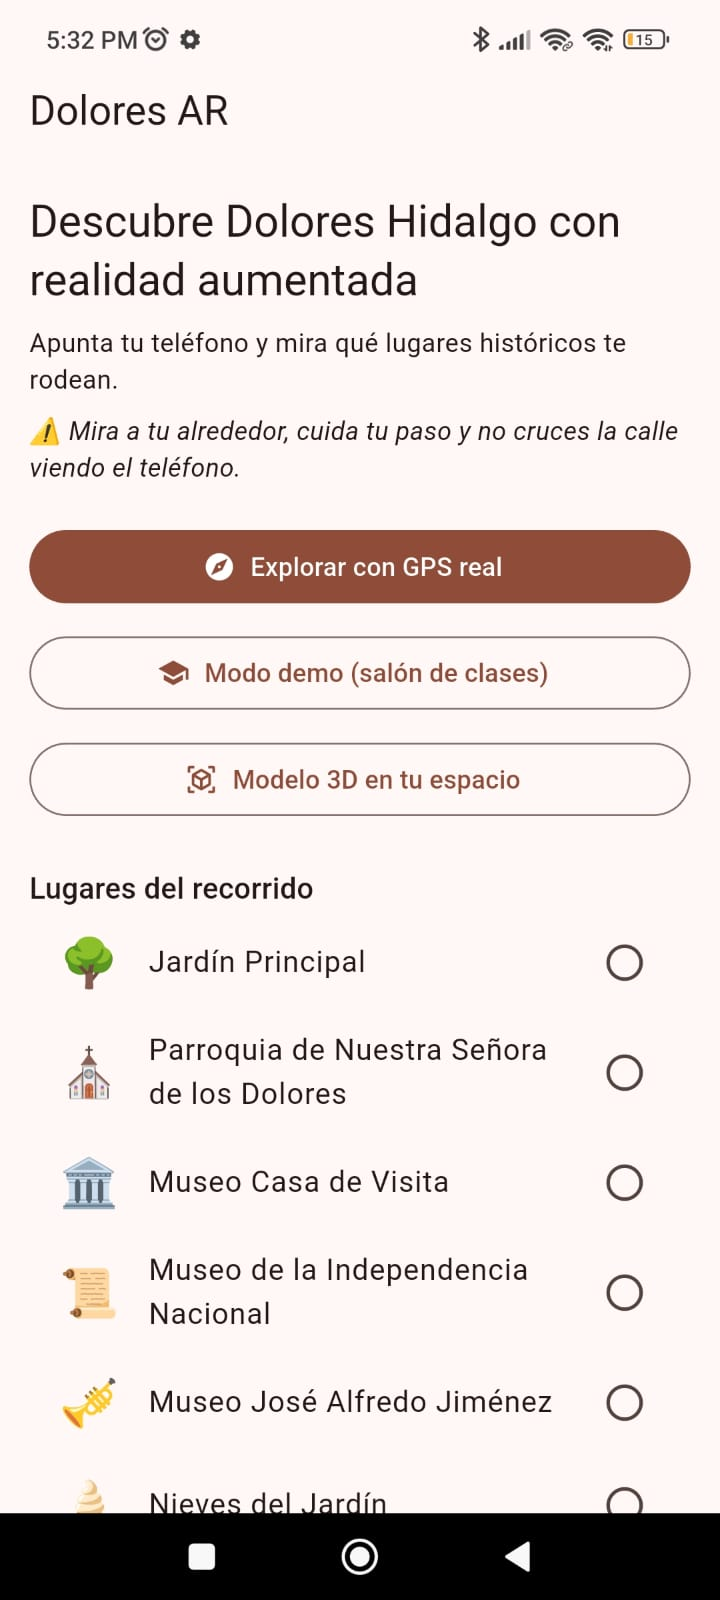 5:32 PM
15
Dolores AR
Descubre Dolores Hidalgo con
realidad aumentada
Apunta tu teléfono y mira qué lugares históricos te
rodean.
⚠️ Mira a tu alrededor, cuida tu paso y no cruces la calle
viendo el teléfono.
Explorar con GPS real
Modo demo (salón de clases)
Modelo 3D en tu espacio
Lugares del recorrido
Jardín Principal
Parroquia de Nuestra Señora
de los Dolores
Museo Casa de Visita
Museo de la Independencia
Nacional
Museo José Alfredo Jiménez
Nieves del Jardín